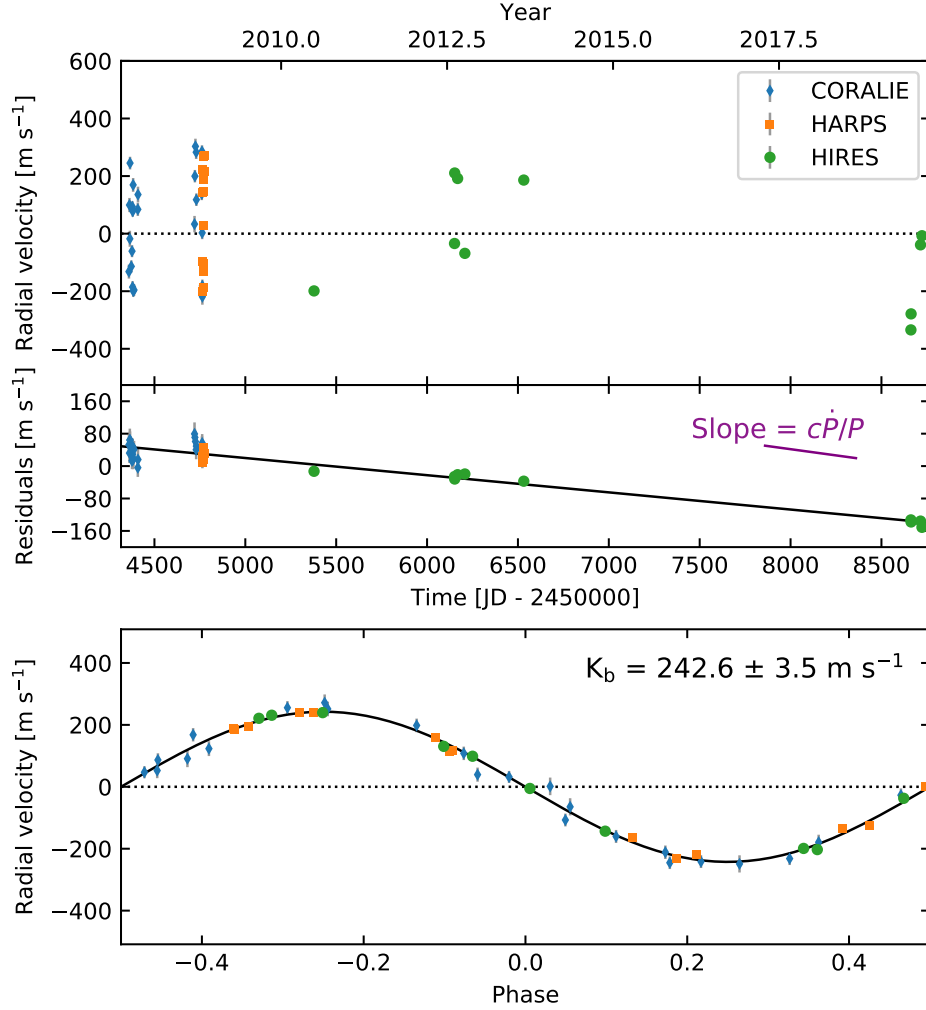 Year
2010.0 2012.5 2015.0 2017.5
600
400
200
0
−200
−400
Radial velocity [m s⁻¹]
CORALIE
HARPS
HIRES
160
80
0
−80
−160
Residuals [m s⁻¹]
Slope = cṖ/P
4500 5000 5500 6000 6500 7000 7500 8000 8500
Time [JD - 2450000]
400
200
0
−200
−400
Radial velocity [m s⁻¹]
K_b = 242.6 ± 3.5 m s⁻¹
−0.4 −0.2 0.0 0.2 0.4
Phase